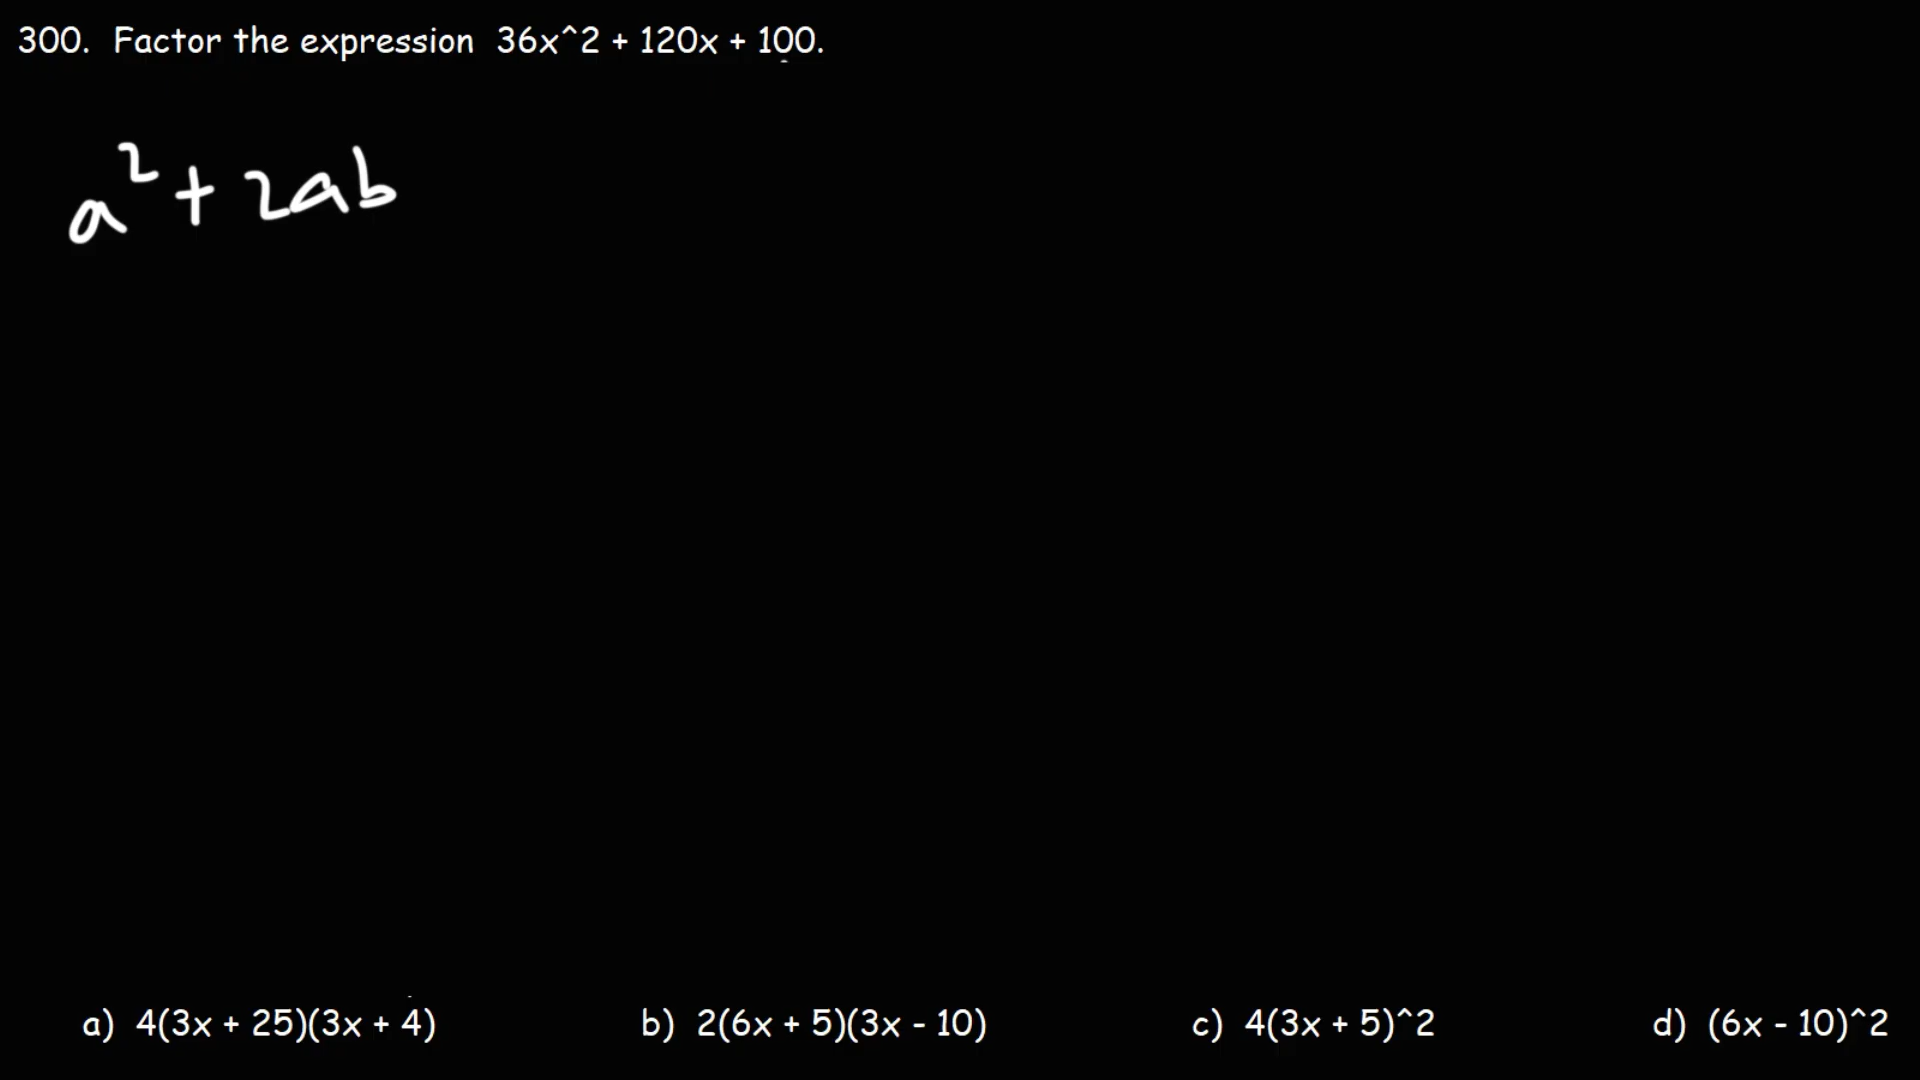 300. Factor the expression 36x^2 + 120x + 100.
a² + 2ab
a) 4(3x + 25)(3x + 4)
b) 2(6x + 5)(3x - 10)
c) 4(3x + 5)^2
d) (6x - 10)^2